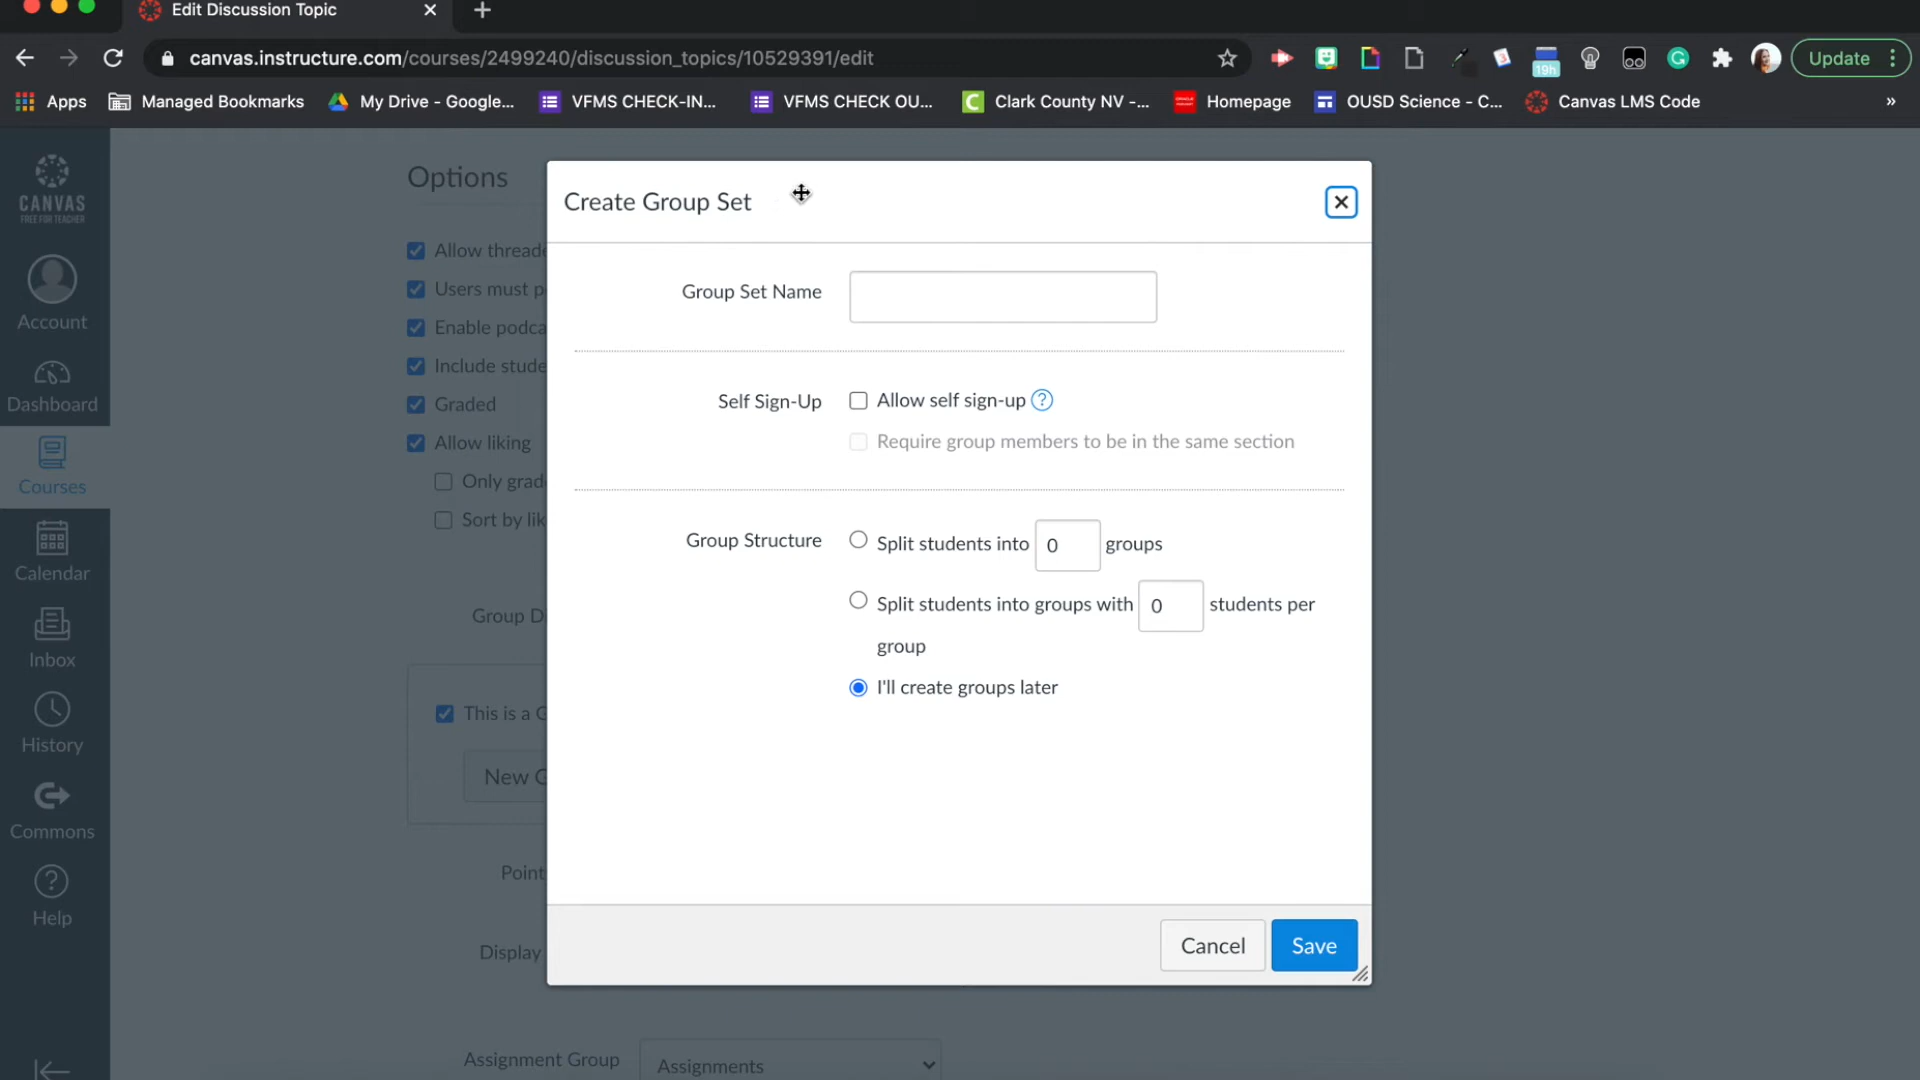 Edit Discussion Topic
canvas.instructure.com/courses/2499240/discussion_topics/10529391/edit
19h
Update
Apps
Managed Bookmarks
My Drive - Google...
VFMS CHECK-IN...
VFMS CHECK OU...
Clark County NV -...
Homepage
OUSD Science - C...
Canvas LMS Code
»
CANVAS
FREE FOR TEACHER
Account
Dashboard
Courses
Calendar
Inbox
History
Commons
Help
Options
Allow threade
Users must p
Enable podca
Include stude
Graded
Allow liking
Only grad
Sort by lik
Group D
This is a G
New G
Point
Display
Assignment Group
Assignments
Create Group Set
Group Set Name
Self Sign-Up
Allow self sign-up ?
Require group members to be in the same section
Group Structure
Split students into 0 groups
Split students into groups with 0 students per
group
I'll create groups later
Cancel
Save